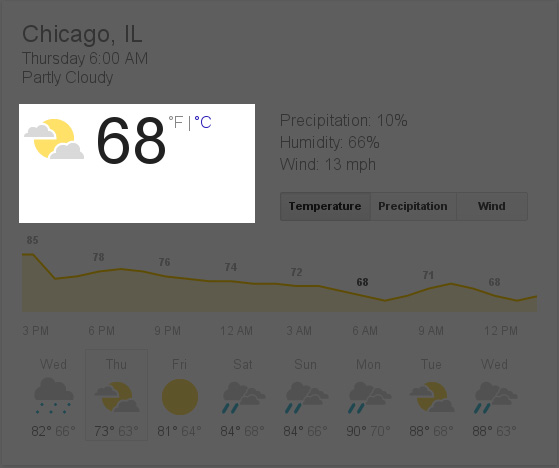 Chicago, IL
Thursday 6:00 AM
Partly Cloudy
68 °F | °C
Precipitation: 10%
Humidity: 66%
Wind: 13 mph
Temperature Precipitation Wind
85 78 76 74 72 68 71 68
3 PM 6 PM 9 PM 12 AM 3 AM 6 AM 9 AM 12 PM
Wed Thu Fri Sat Sun Mon Tue Wed
82° 66° 73° 63° 81° 64° 84° 68° 84° 66° 90° 70° 88° 68° 88° 63°